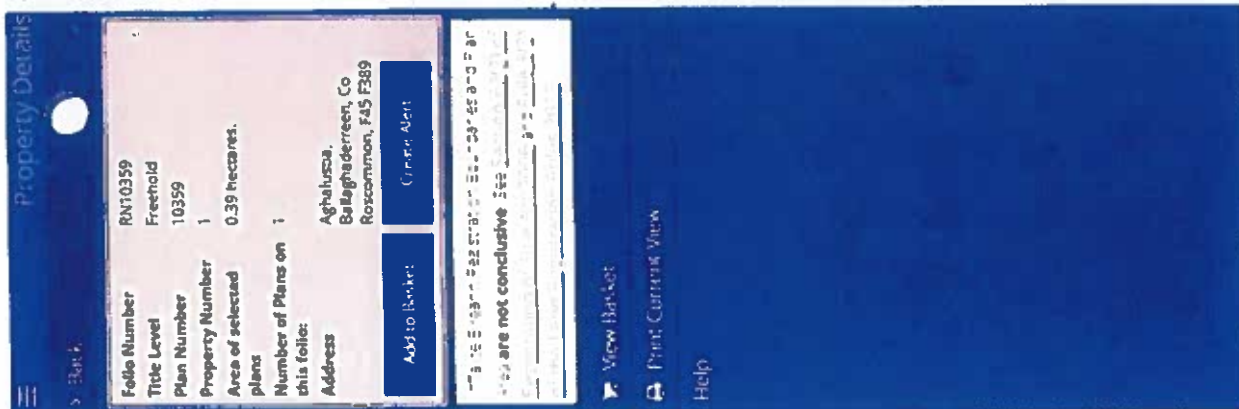 Property Details
Back
Folio Number RN10359
Title Level Freehold
Plan Number 10359
Property Number 1
Area of selected 0.39 hectares.
plans
Number of Plans on 1
this folio:
Address Aghalustia,
Ballaghaderreen, Co
Roscommon, F45 F389
Add to Basket Create Alert
are not conclusive
View Basket
Print Current View
Help